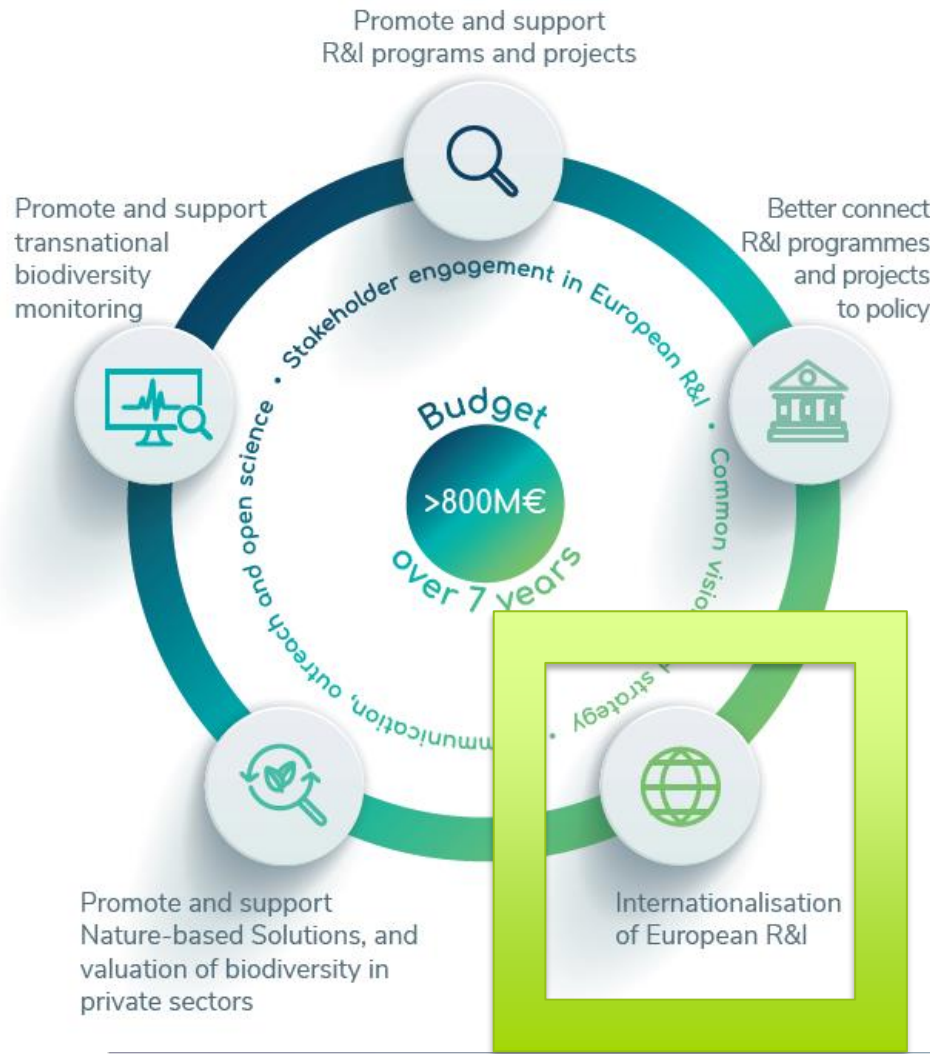 Promote and support
R&I programs and projects
Promote and support
transnational
biodiversity
monitoring
Better connect
R&I programmes
and projects
to policy
• Stakeholder engagement in European R&I • Common
strategy •
outreach and open science
Budget
>800M€
over 7 years
Promote and support
Nature-based Solutions, and
valuation of biodiversity in
private sectors
Internationalisation
of European R&I